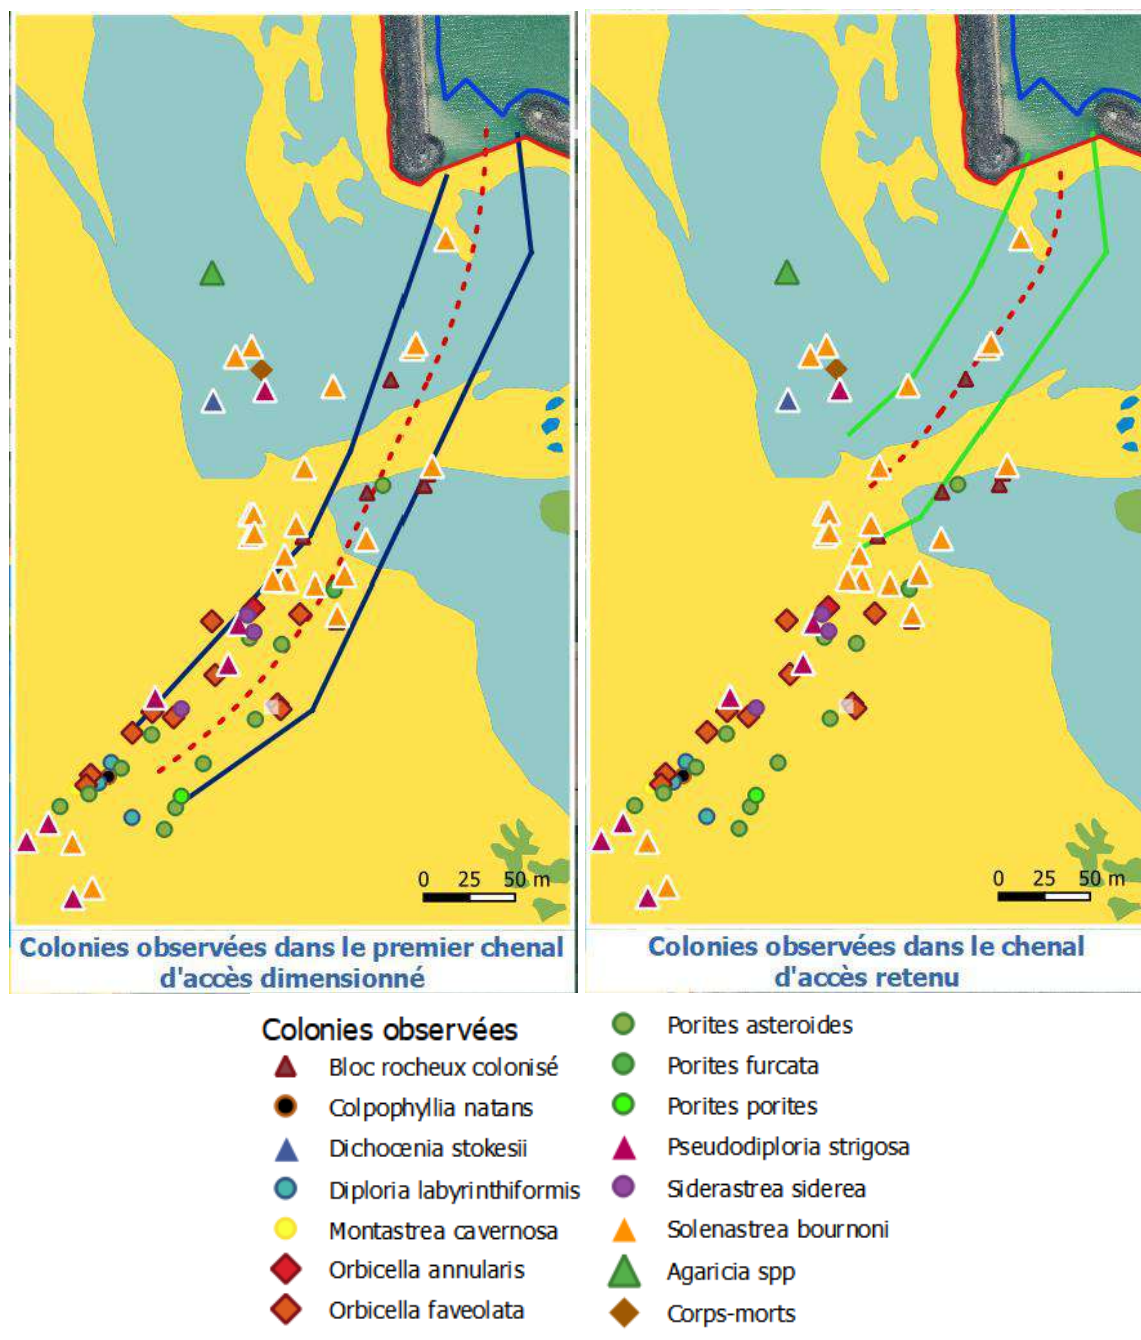 0 25 50 m
0 25 50 m
Colonies observées dans le premier chenal
d'accès dimensionné
Colonies observées dans le chenal
d'accès retenu
Colonies observées
Bloc rocheux colonisé
Colpophyllia natans
Dichocenia stokesii
Diploria labyrinthiformis
Montastrea cavernosa
Orbicella annularis
Orbicella faveolata
Porites asteroides
Porites furcata
Porites porites
Pseudodiploria strigosa
Siderastrea siderea
Solenastrea bournoni
Agaricia spp
Corps-morts